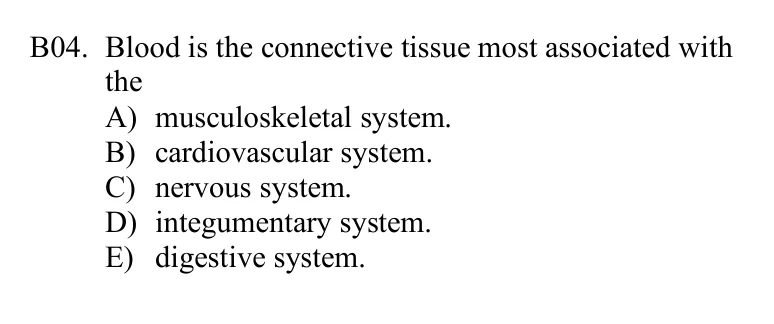 B04. Blood is the connective tissue most associated with
the
A) musculoskeletal system.
B) cardiovascular system.
C) nervous system.
D) integumentary system.
E) digestive system.